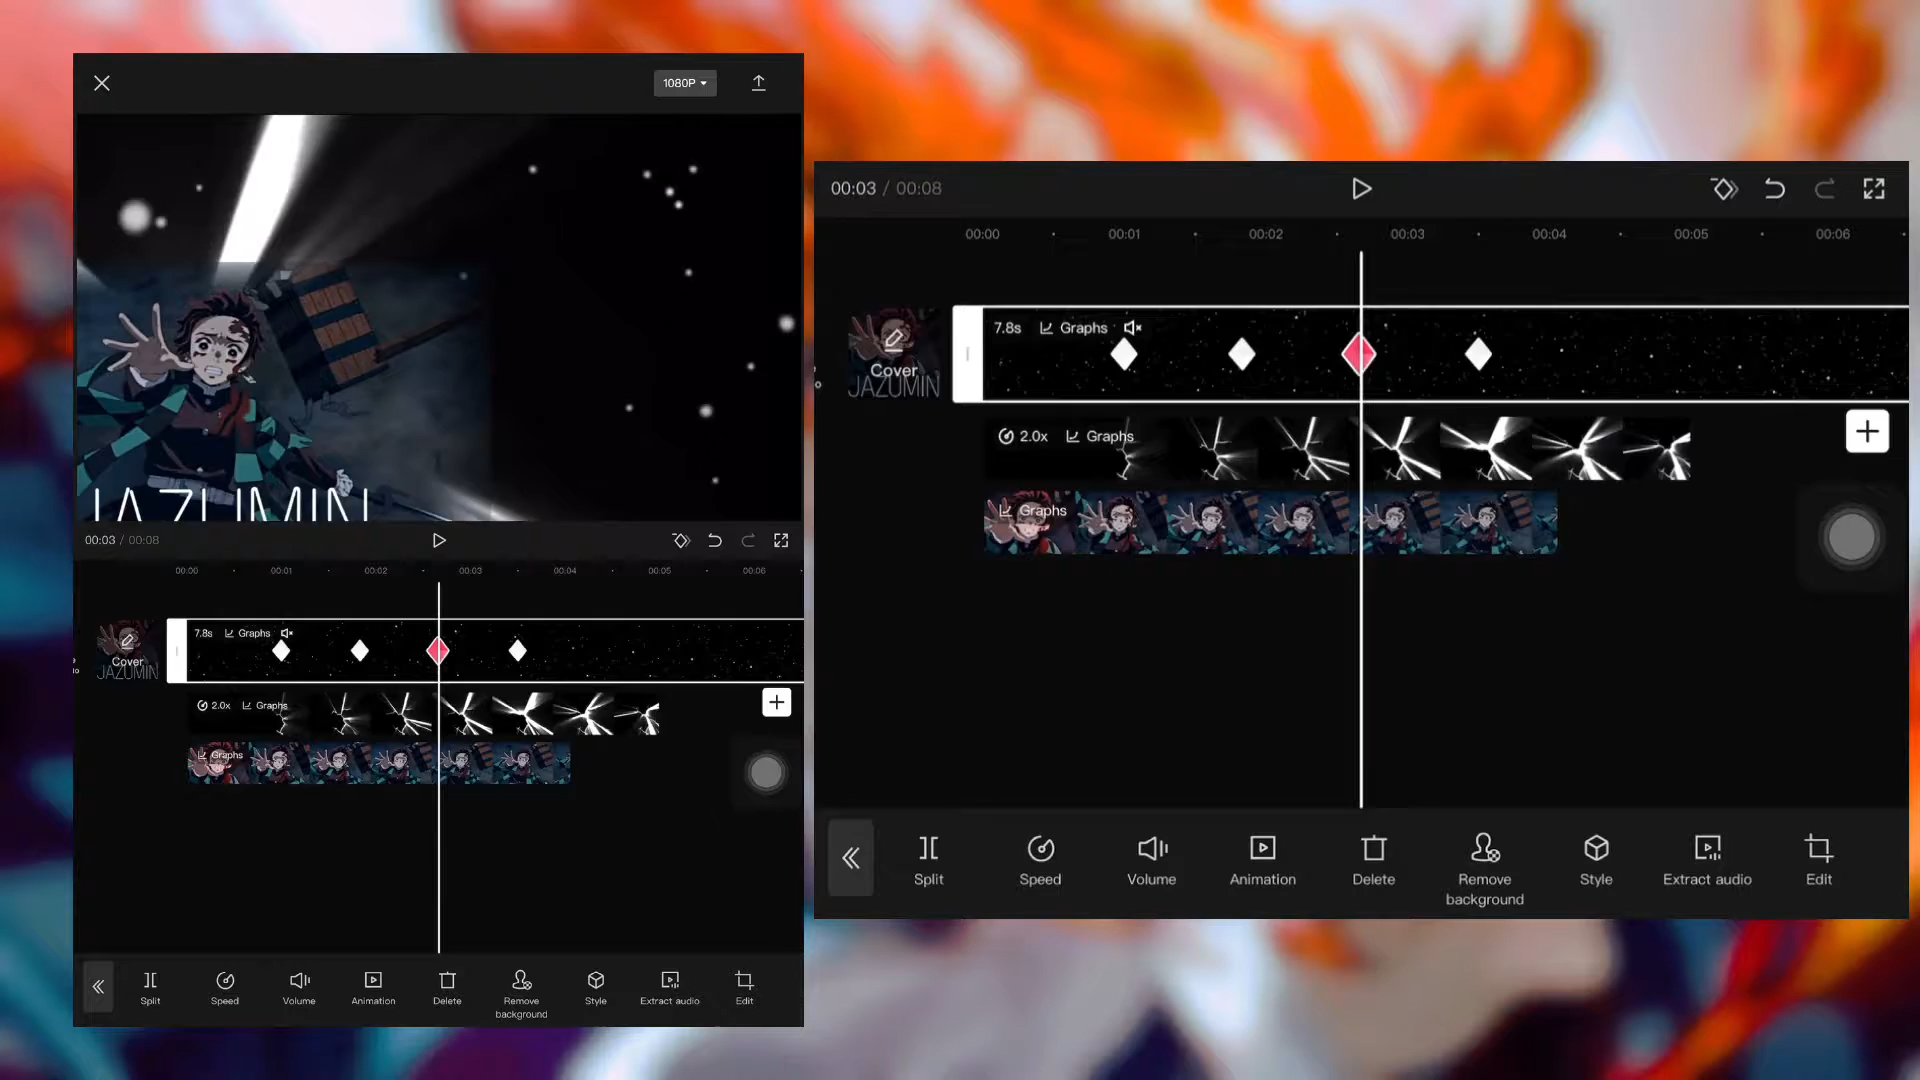 1080P
JAZUMIN
00:03 / 00:08
00:00 00:01 00:02 00:03 00:04 00:05 00:06
7.8s Graphs
Cover
JAZUMIN
2.0x Graphs
Graphs
Split Speed Volume Animation Delete Remove background Style Extract audio Edit
00:03 / 00:08
00:00 00:01 00:02 00:03 00:04 00:05 00:06
7.8s Graphs
Cover
JAZUMIN
2.0x Graphs
Graphs
Split Speed Volume Animation Delete Remove background Style Extract audio Edit